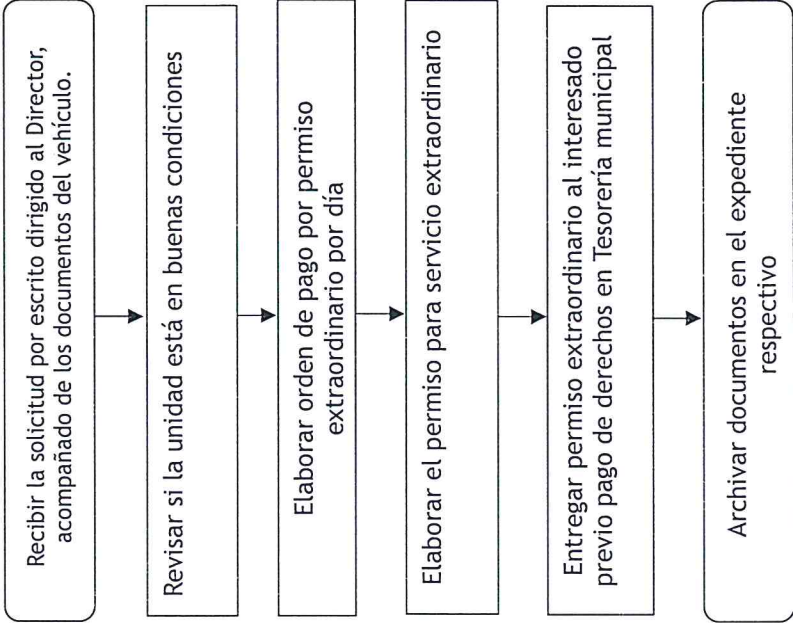 Recibir la solicitud por escrito dirigido al Director,
acompañado de los documentos del vehículo.
Revisar si la unidad está en buenas condiciones
Elaborar orden de pago por permiso
extraordinario por día
Elaborar el permiso para servicio extraordinario
Entregar permiso extraordinario al interesado
previo pago de derechos en Tesorería municipal
Archivar documentos en el expediente
respectivo